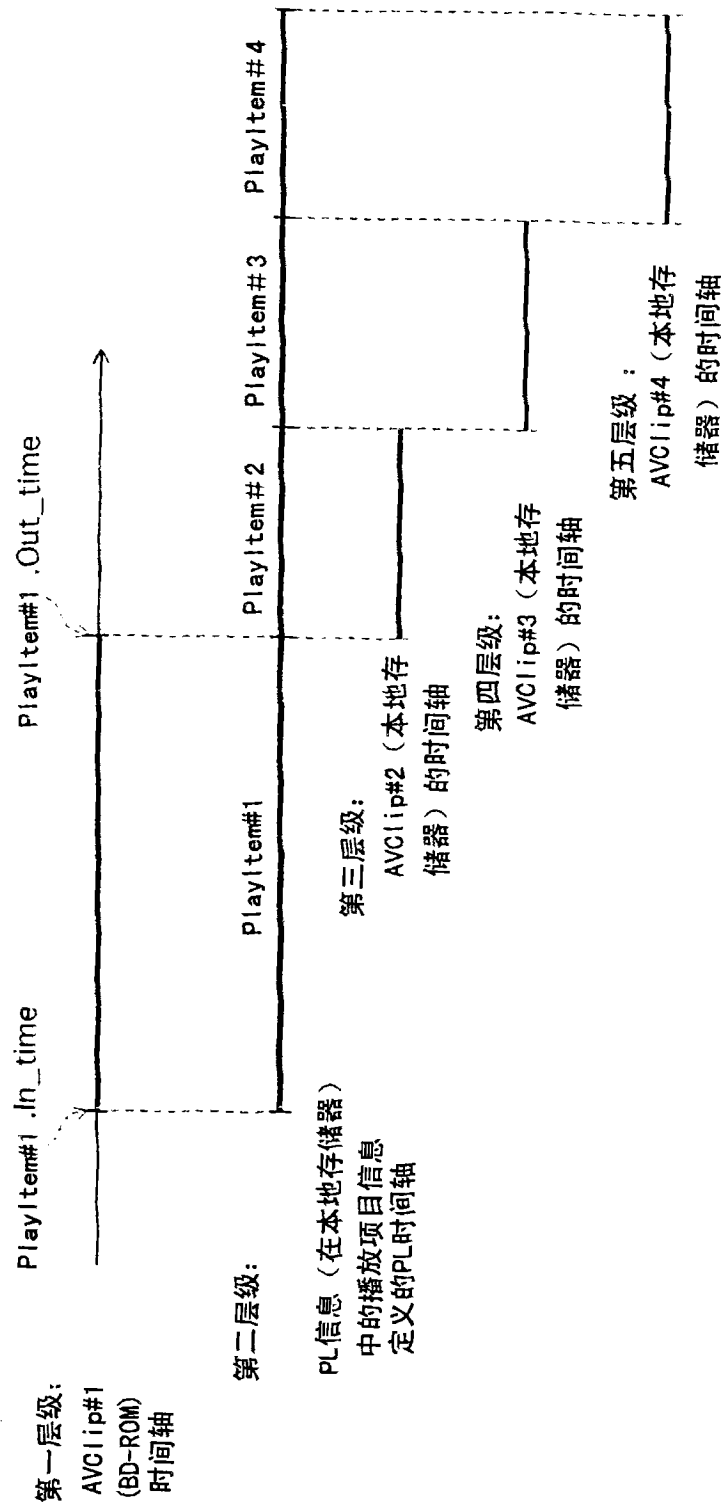 PlayItem#1 .In_time
PlayItem#1 .Out_time
第一层级:
AVClip#1
(BD-ROM)
时间轴
PlayItem#1
PlayItem#2
PlayItem#3
PlayItem#4
第二层级:
PL信息（在本地存储器）
中的播放项目信息
定义的PL时间轴
第三层级:
AVClip#2（本地存
储器）的时间轴
第四层级:
AVClip#3（本地存
储器）的时间轴
第五层级:
AVClip#4（本地存
储器）的时间轴